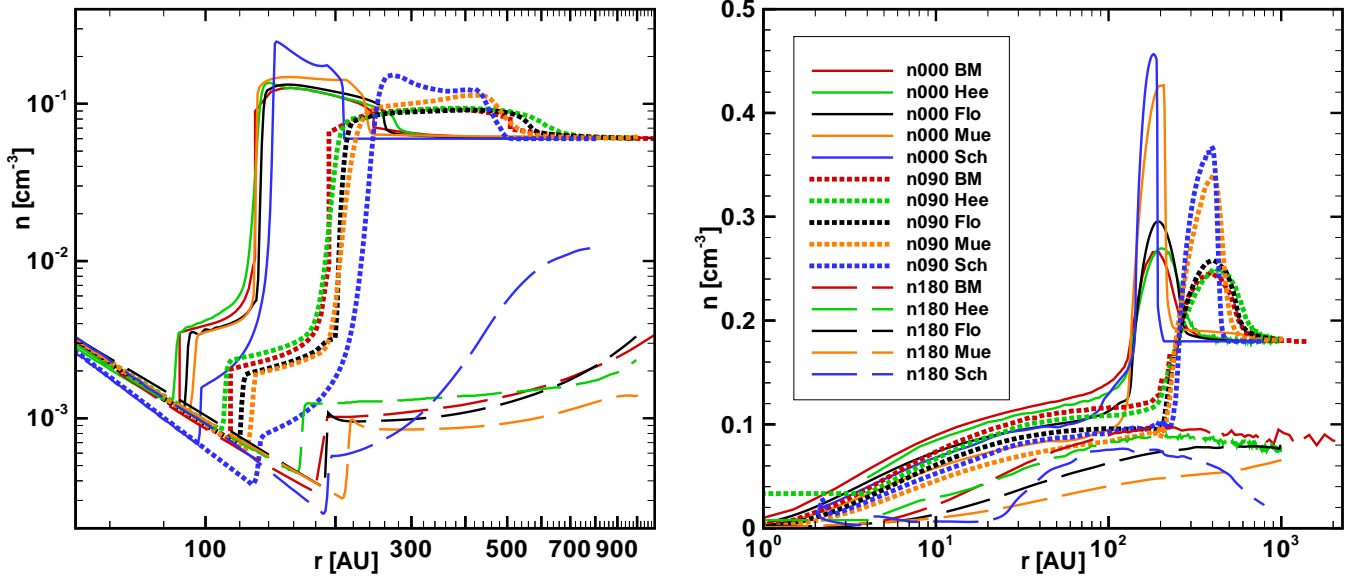 n [cm⁻³]
10⁻¹
10⁻²
10⁻³
100
300
500
700
900
r [AU]
n [cm⁻³]
0.5
0.4
0.3
0.2
0.1
0
10⁰
10¹
10²
10³
r [AU]
n000 BM
n000 Hee
n000 Flo
n000 Mue
n000 Sch
n090 BM
n090 Hee
n090 Flo
n090 Mue
n090 Sch
n180 BM
n180 Hee
n180 Flo
n180 Mue
n180 Sch